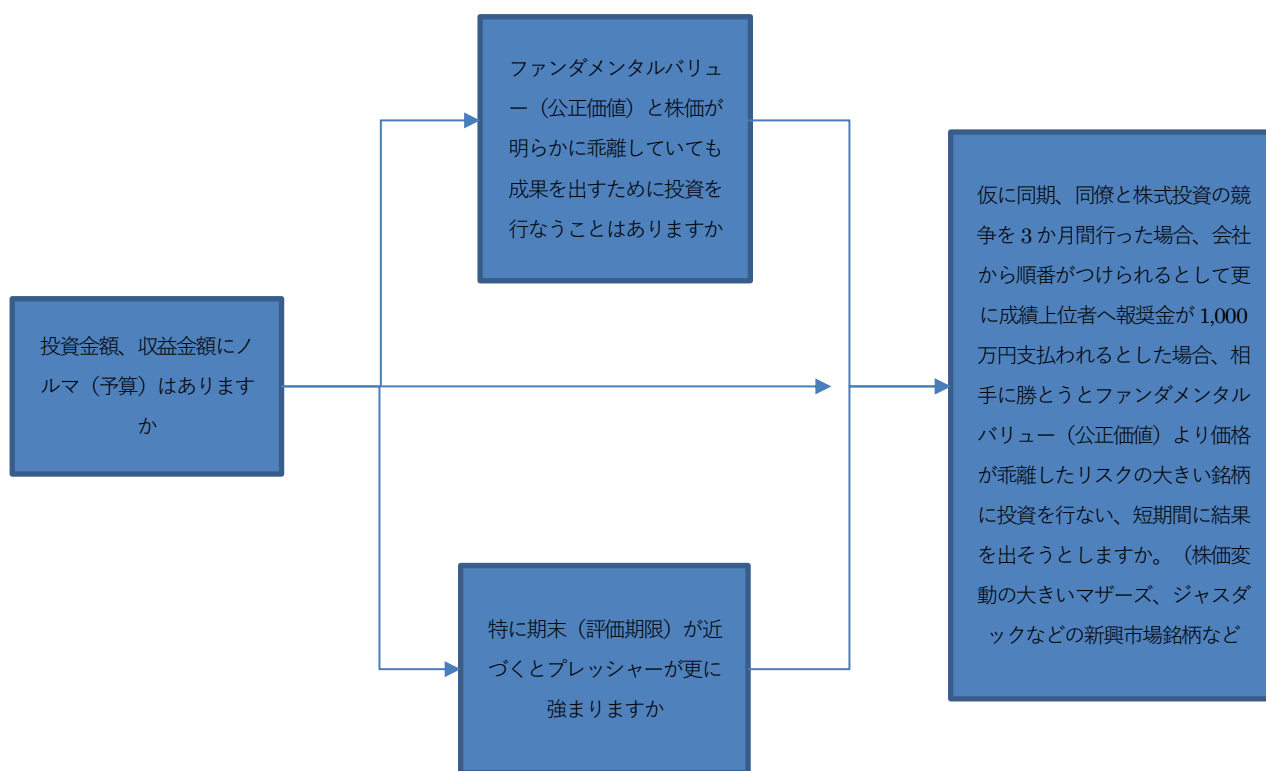 投資金額、収益金額にノ
ルマ（予算）はあります
か
ファンダメンタルバリュ
ー（公正価値）と株価が
明らかに乖離していても
成果を出すために投資を
行なうことはありますか
特に期末（評価期限）が近
づくとプレッシャーが更に
強まりますか
仮に同期、同僚と株式投資の競
争を 3 か月間行った場合、会社
から順番がつけられるとして更
に成績上位者へ報奨金が 1,000
万円支払われるとした場合、相
手に勝とうとファンダメンタル
バリュー（公正価値）より価格
が乖離したリスクの大きい銘柄
に投資を行ない、短期間に結果
を出そうとしますか。（株価変
動の大きいマザーズ、ジャスダ
ックなどの新興市場銘柄など